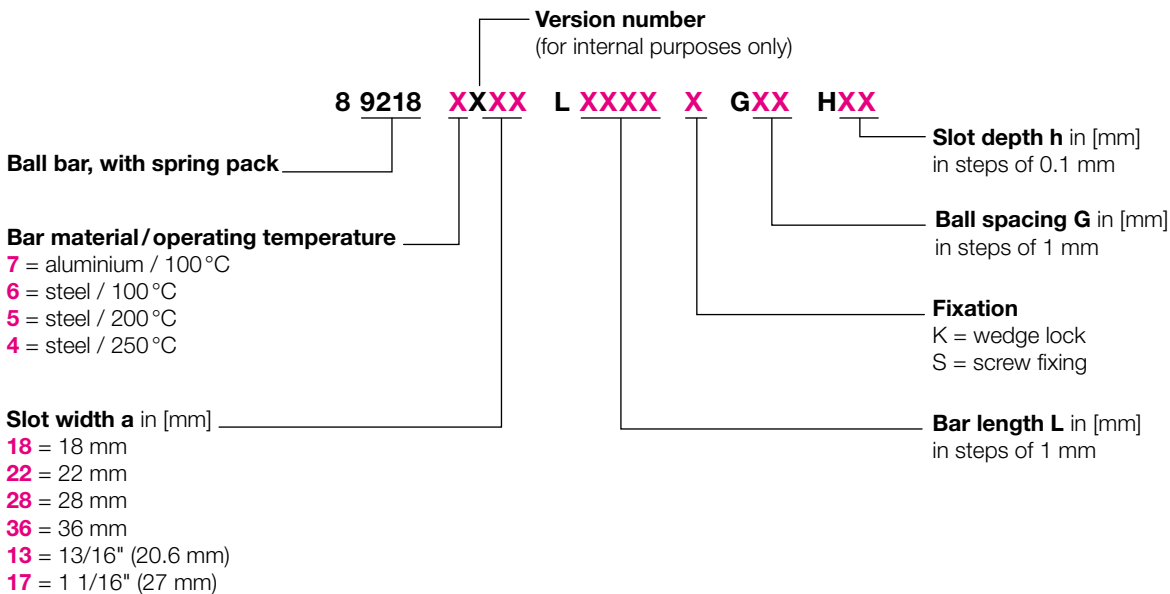 Version number
(for internal purposes only)
8 9218 XXXX L XXXX X GXX HXX
Ball bar, with spring pack
Bar material/operating temperature
7 = aluminium / 100 °C
6 = steel / 100 °C
5 = steel / 200 °C
4 = steel / 250 °C
Slot width a in [mm]
18 = 18 mm
22 = 22 mm
28 = 28 mm
36 = 36 mm
13 = 13/16" (20.6 mm)
17 = 1 1/16" (27 mm)
Slot depth h in [mm]
in steps of 0.1 mm
Ball spacing G in [mm]
in steps of 1 mm
Fixation
K = wedge lock
S = screw fixing
Bar length L in [mm]
in steps of 1 mm